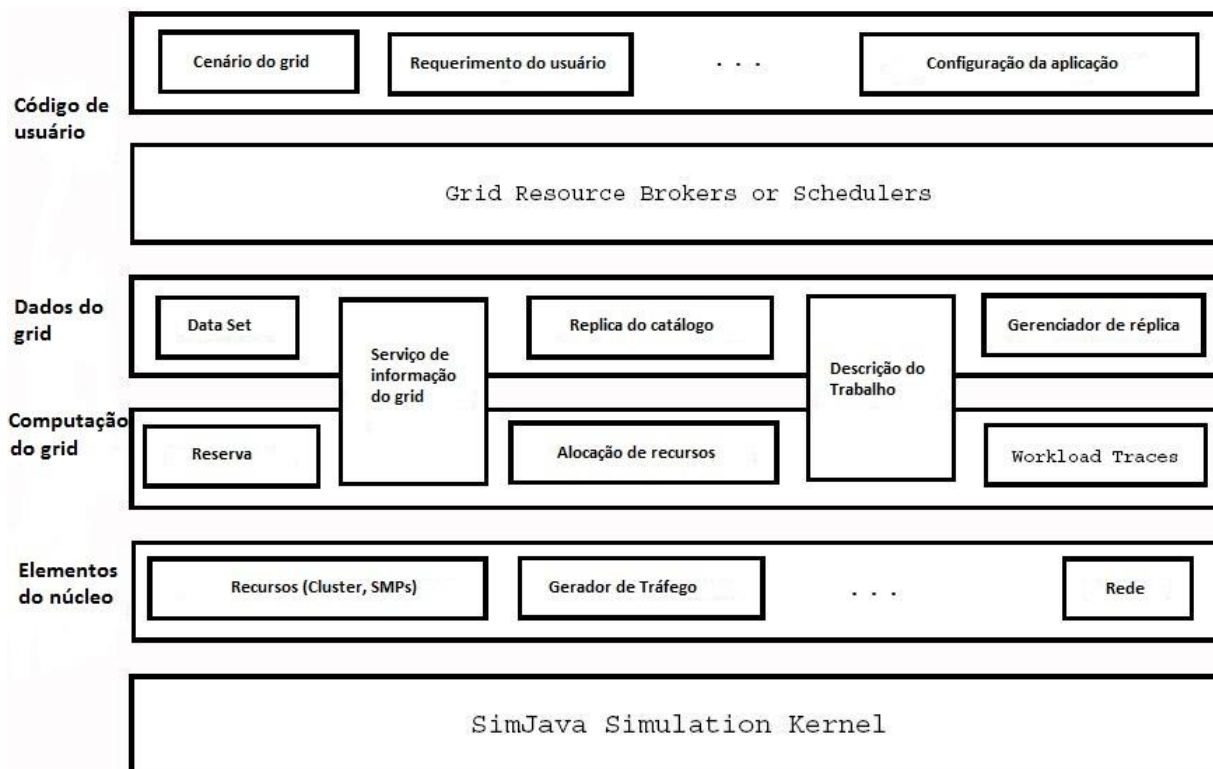 Cenário do grid
Requerimento do usuário
. . .
Configuração da aplicação
Código de
usuário
Grid Resource Brokers or Schedulers
Dados do
grid
Data Set
Serviço de
informação
do grid
Replica do catálogo
Descrição do
Trabalho
Gerenciador de réplica
Computação
do grid
Reserva
Alocação de recursos
Workload Traces
Elementos
do núcleo
Recursos (Cluster, SMPs)
Gerador de Tráfego
. . .
Rede
SimJava Simulation Kernel